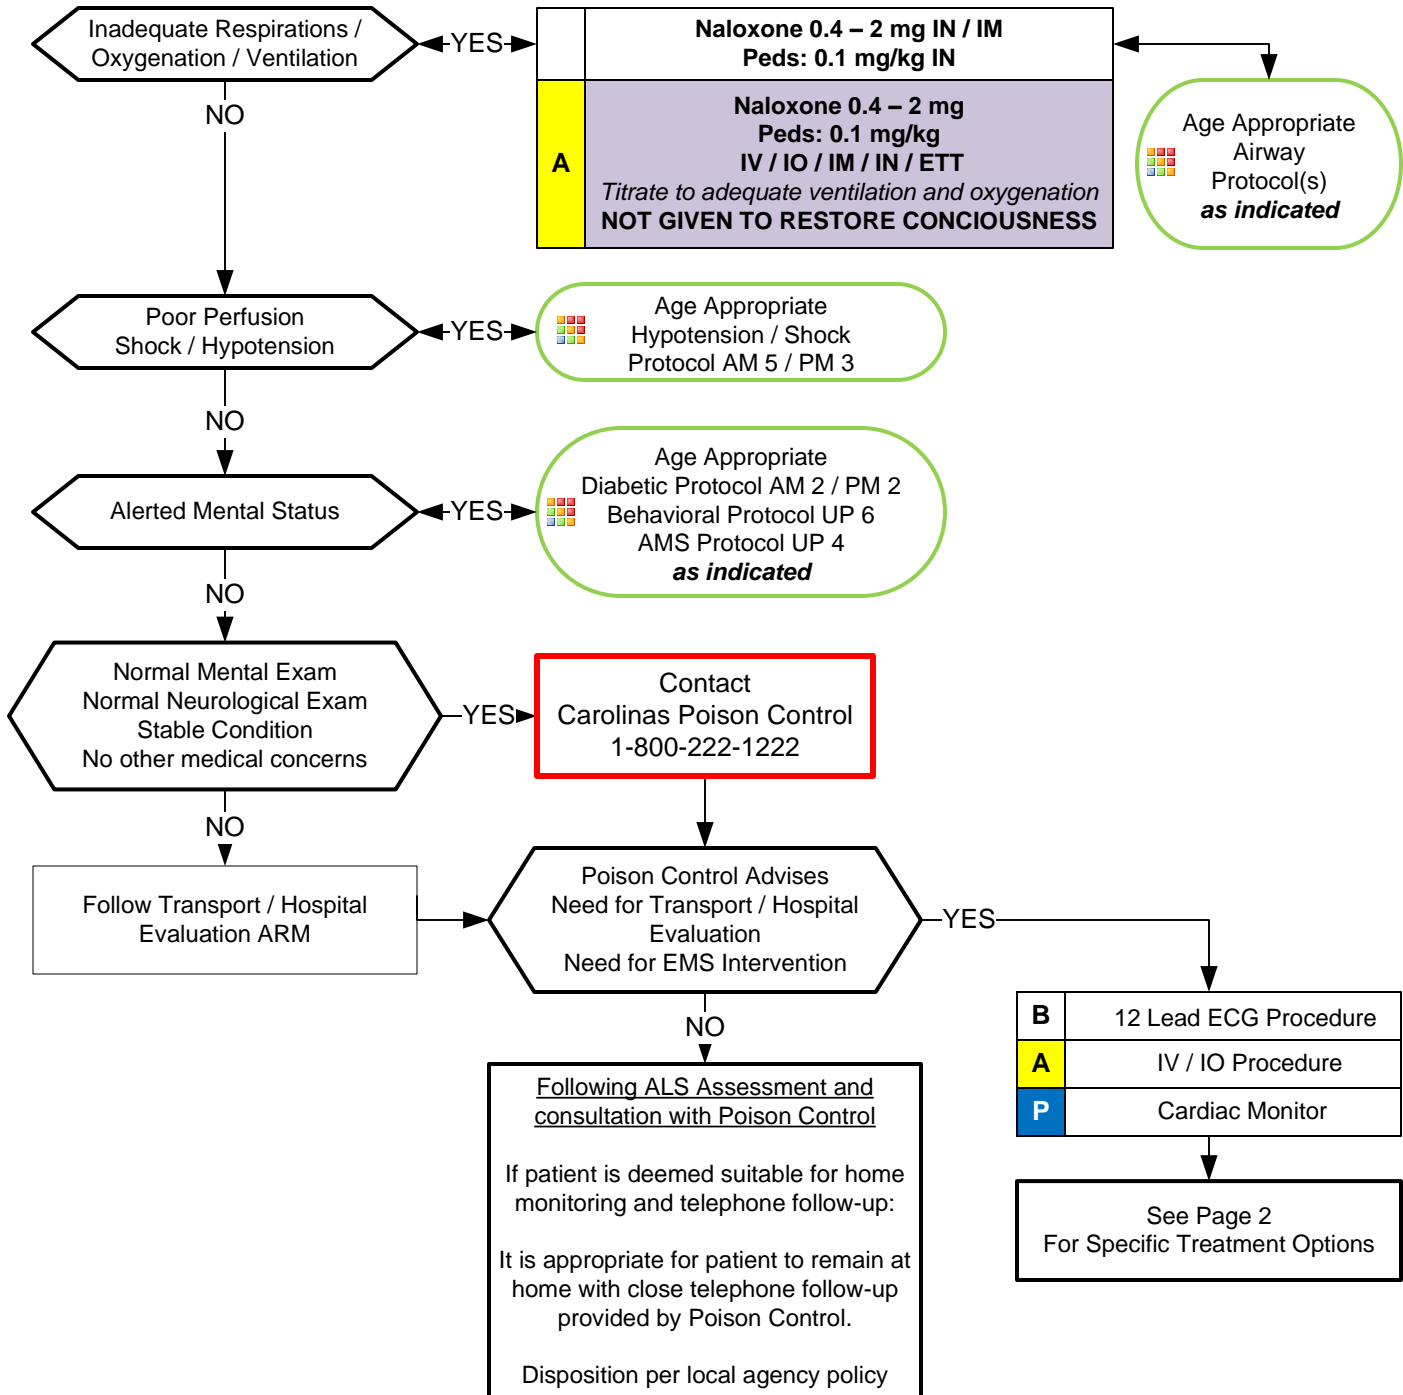 Inadequate Respirations /
Oxygenation / Ventilation
YES
Naloxone 0.4 – 2 mg IN / IM
Peds: 0.1 mg/kg IN
A
Naloxone 0.4 – 2 mg
Peds: 0.1 mg/kg
IV / IO / IM / IN / ETT
Titrate to adequate ventilation and oxygenation
NOT GIVEN TO RESTORE CONCIOUSNESS
Age Appropriate
Airway
Protocol(s)
as indicated
NO
Poor Perfusion
Shock / Hypotension
YES
Age Appropriate
Hypotension / Shock
Protocol AM 5 / PM 3
NO
Alerted Mental Status
YES
Age Appropriate
Diabetic Protocol AM 2 / PM 2
Behavioral Protocol UP 6
AMS Protocol UP 4
as indicated
NO
Normal Mental Exam
Normal Neurological Exam
Stable Condition
No other medical concerns
YES
Contact
Carolinas Poison Control
1-800-222-1222
NO
Follow Transport / Hospital
Evaluation ARM
Poison Control Advises
Need for Transport / Hospital
Evaluation
Need for EMS Intervention
YES
B
12 Lead ECG Procedure
A
IV / IO Procedure
P
Cardiac Monitor
See Page 2
For Specific Treatment Options
NO
Following ALS Assessment and
consultation with Poison Control
If patient is deemed suitable for home
monitoring and telephone follow-up:
It is appropriate for patient to remain at
home with close telephone follow-up
provided by Poison Control.
Disposition per local agency policy